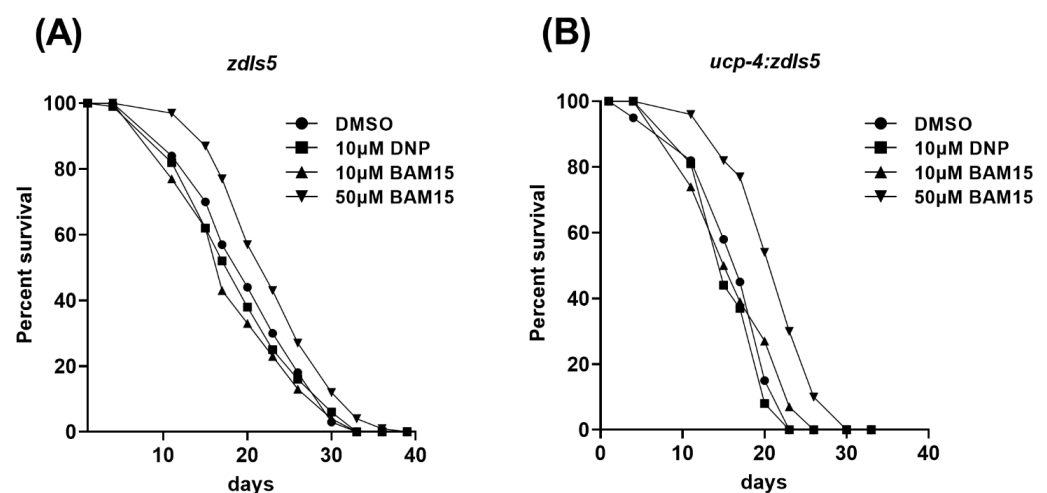 (A)
zdIs5
100
80
60
40
20
0
10
20
30
40
Percent survival
days
DMSO
10µM DNP
10µM BAM15
50µM BAM15
(B)
ucp-4:zdIs5
100
80
60
40
20
0
0
10
20
30
40
Percent survival
days
DMSO
10µM DNP
10µM BAM15
50µM BAM15